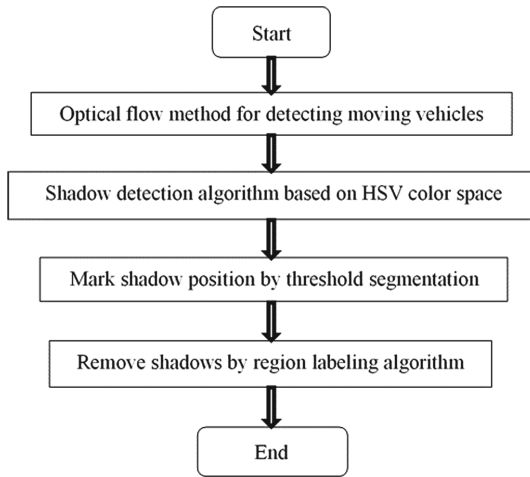 Start
Optical flow method for detecting moving vehicles
Shadow detection algorithm based on HSV color space
Mark shadow position by threshold segmentation
Remove shadows by region labeling algorithm
End